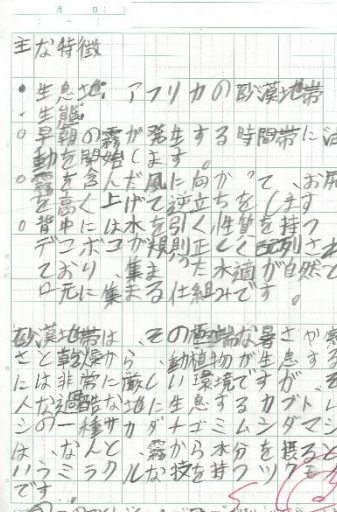 月 日( )
主な特徴
・生息地：アフリカの砂漠地帯
・生態：
○早朝の霧が発生する時間帯に活
動を開始します。
○霧を含んだ風に向かって、お尻
を高く上げて逆立ちをします
○背中には水を引く性質を持つ
デコボコが規則正しく配列され
ており、集まった水滴が自然と
口元に集まる仕組みです。
砂漠地帯は、その極端な暑さや寒
さと乾燥から、動植物が生息する
には非常に厳しい環境ですが、そ
んな過酷な地に生息するカブトム
シの一種サカダチゴミムシダマシ
は、なんと、霧から水分を摂ると
いうミラクルな技を持つツワモノ
です